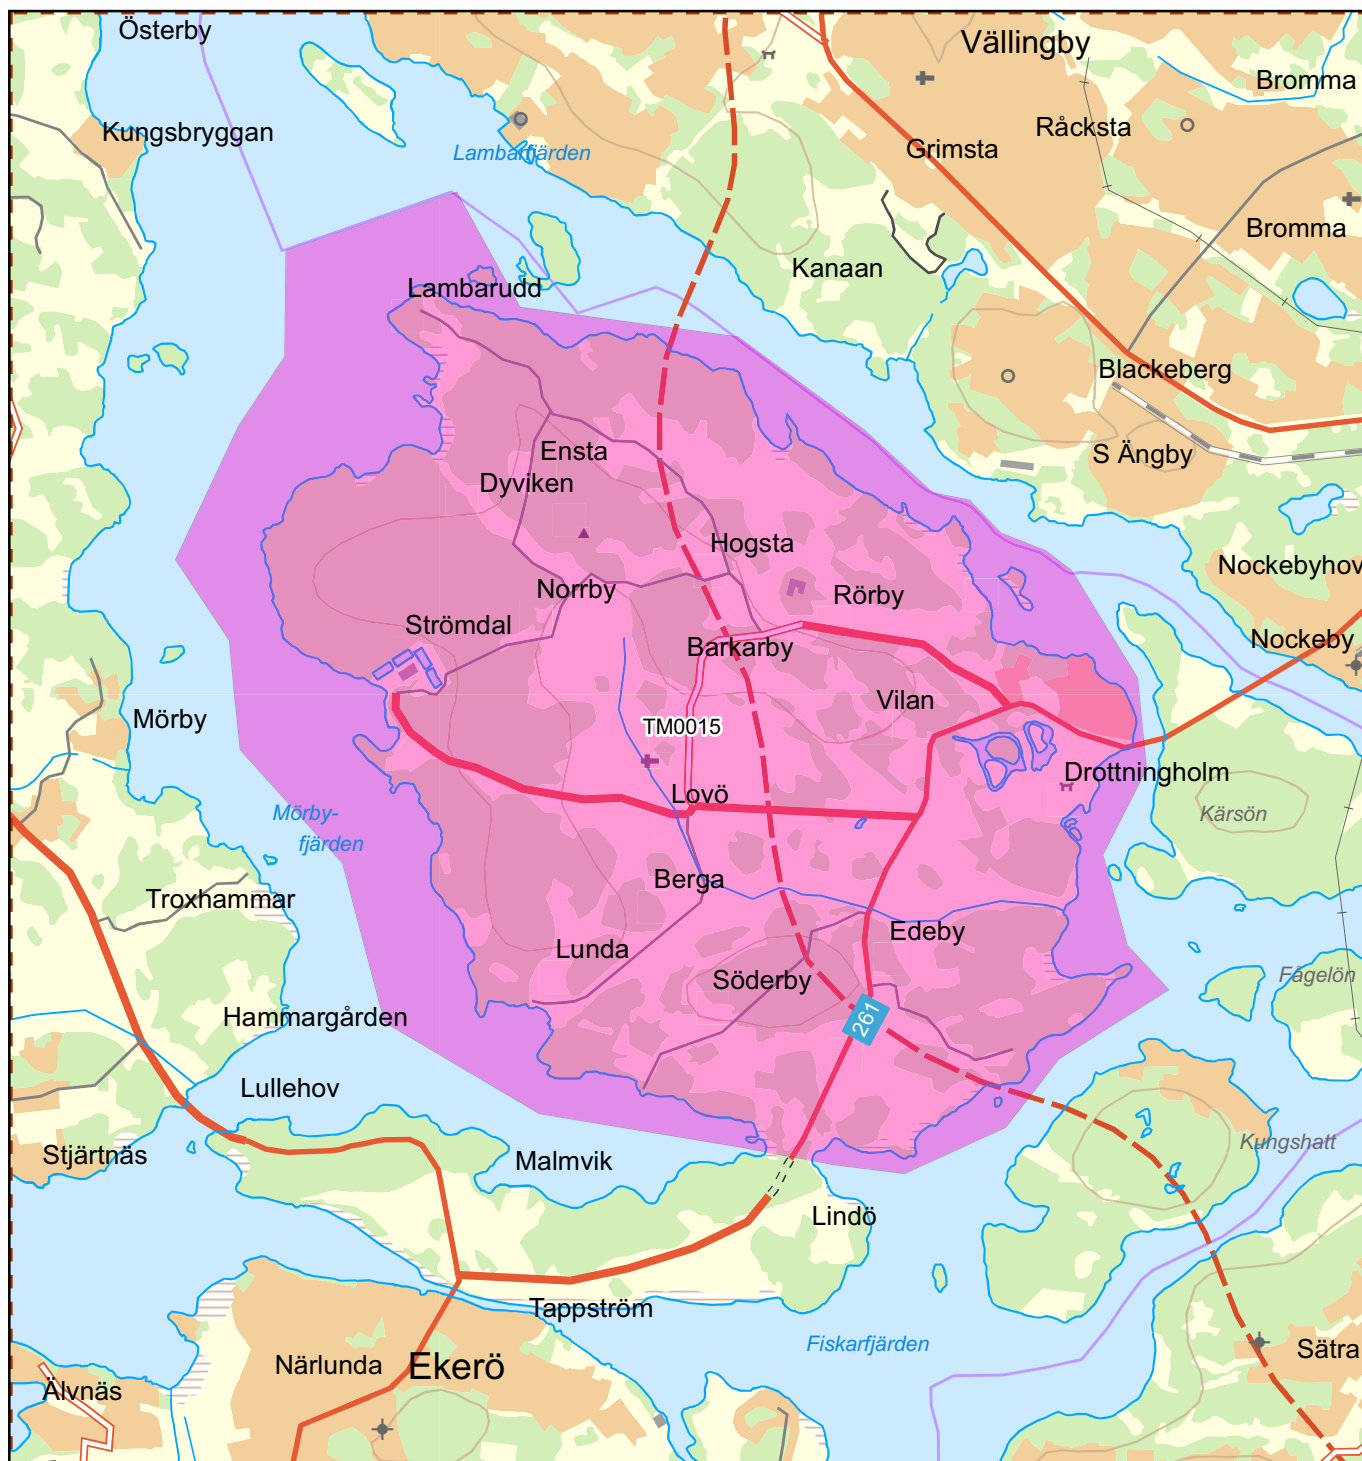 Österby
Vällingby
Bromma
Kungsbryggan
Råcksta
Lambarfjärden
Grimsta
Bromma
Kanaan
Lambarudd
Blackeberg
Ensta
S Ängby
Dyviken
Hogsta
Nockebyhov
Norrby
Rörby
Strömdal
Barkarby
Nockeby
Vilan
Mörby
TM0015
Drottningholm
Lovö
Mörby-
fjärden
Kärsön
Berga
Troxhammar
Edeby
Lunda
Söderby
Fågelön
Hammargården
261
Lullehov
Kungshatt
Stjärtnäs
Malmvik
Lindö
Tappström
Fiskarfjärden
Sätra
Närlunda
Ekerö
Älvnäs